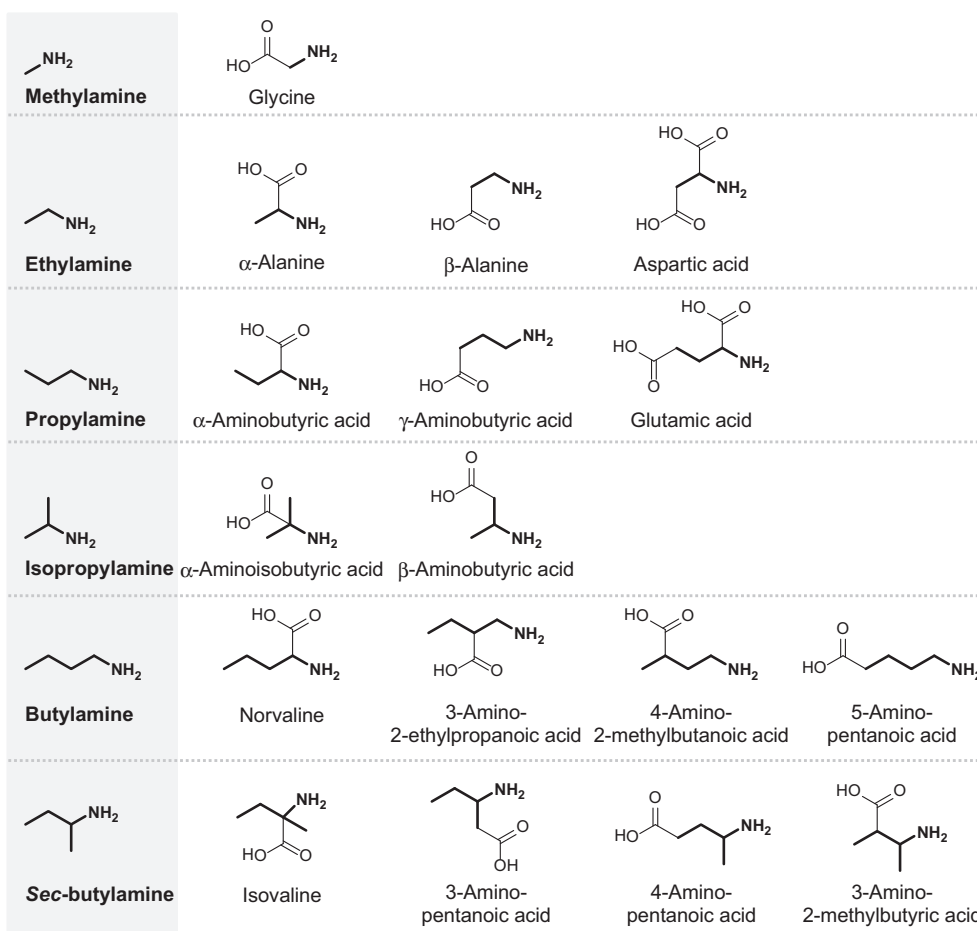 O
NH2
NH2
HO
Methylamine
Glycine
HO O
HO O
NH2
NH2
O
HO
NH2
NH2
HO O
Ethylamine
α-Alanine
β-Alanine
Aspartic acid
HO O
HO O
NH2
HO
NH2
NH2
HO O
NH2
O
Propylamine
α-Aminobutyric acid
γ-Aminobutyric acid
Glutamic acid
O
O
HO
HO
NH2
NH2
NH2
Isopropylamine
α-Aminoisobutyric acid
β-Aminobutyric acid
HO O
HO O
O
NH2
NH2
NH2
NH2
HO
NH2
HO O
Butylamine
Norvaline
3-Amino-
2-ethylpropanoic acid
4-Amino-
2-methylbutanoic acid
5-Amino-
pentanoic acid
NH2
NH2
NH2
HO O
O
O
HO
NH2
NH2
HO O
OH
Sec-butylamine
Isovaline
3-Amino-
pentanoic acid
4-Amino-
pentanoic acid
3-Amino-
2-methylbutyric acid